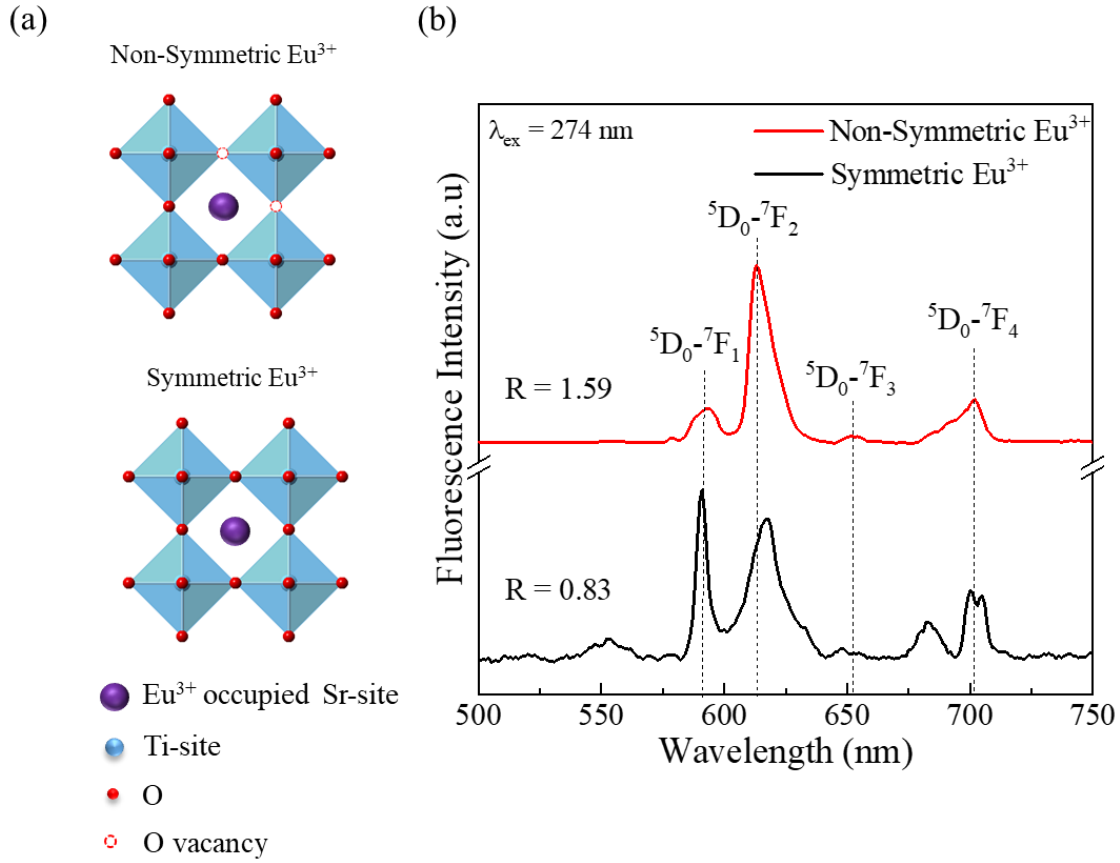 (a)
Non-Symmetric Eu³⁺
Symmetric Eu³⁺
Eu³⁺ occupied Sr-site
Ti-site
O
O vacancy
(b)
λₑₓ = 274 nm
Non-Symmetric Eu³⁺
Symmetric Eu³⁺
⁵D₀-⁷F₂
⁵D₀-⁷F₁
⁵D₀-⁷F₄
⁵D₀-⁷F₃
R = 1.59
R = 0.83
Fluorescence Intensity (a.u)
500
550
600
650
700
750
Wavelength (nm)